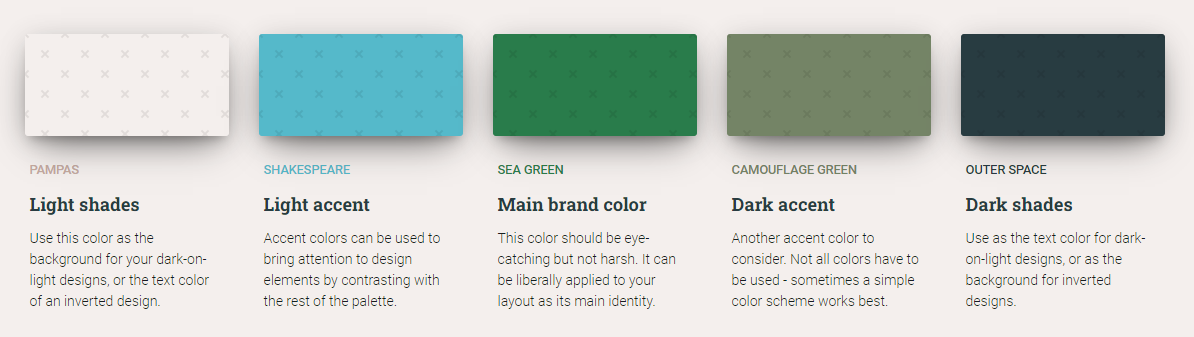 PAMPAS
Light shades
Use this color as the
background for your dark-on-
light designs, or the text color
of an inverted design.
SHAKESPEARE
Light accent
Accent colors can be used to
bring attention to design
elements by contrasting with
the rest of the palette.
SEA GREEN
Main brand color
This color should be eye-
catching but not harsh. It can
be liberally applied to your
layout as its main identity.
CAMOUFLAGE GREEN
Dark accent
Another accent color to
consider. Not all colors have to
be used - sometimes a simple
color scheme works best.
OUTER SPACE
Dark shades
Use as the text color for dark-
on-light designs, or as the
background for inverted
designs.